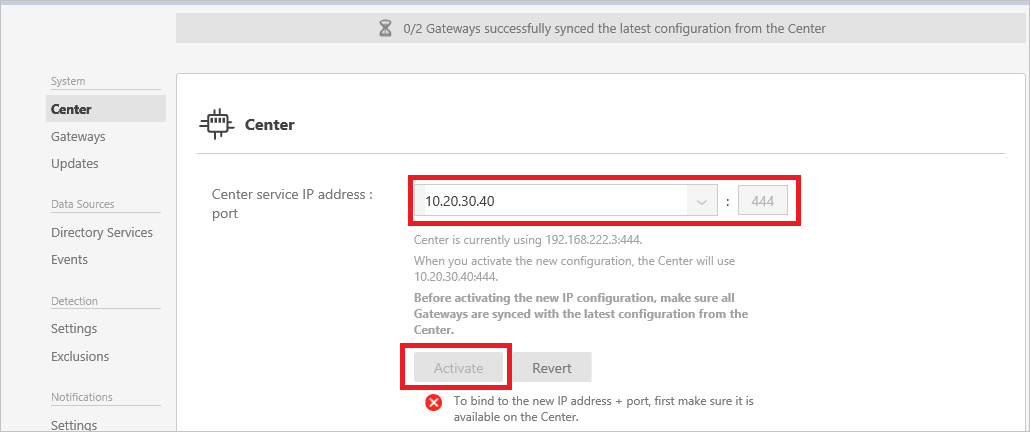 0/2 Gateways successfully synced the latest configuration from the Center
System
Center
Gateways
Updates
Data Sources
Directory Services
Events
Detection
Settings
Exclusions
Notifications
Settings
Center
Center service IP address :
port
10.20.30.40 : 444
Center is currently using 192.168.222.3:444.
When you activate the new configuration, the Center will use
10.20.30.40:444.
Before activating the new IP configuration, make sure all
Gateways are synced with the latest configuration from the
Center.
Activate Revert
To bind to the new IP address + port, first make sure it is
available on the Center.